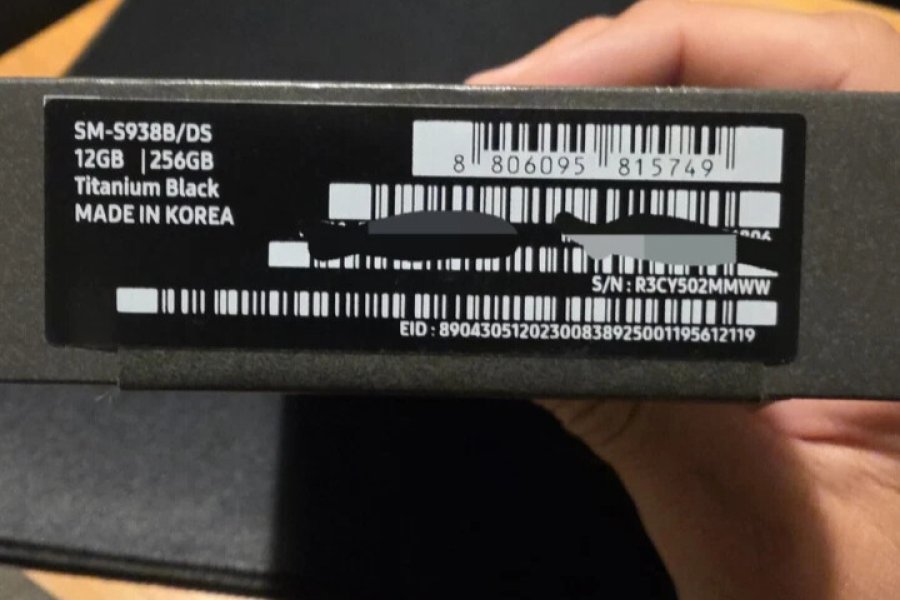 SM-S938B/DS
12GB | 256GB
Titanium Black
MADE IN KOREA
8 806095 815749
S/N : R3CY502MMWW
EID : 89043051202300838925001195612119